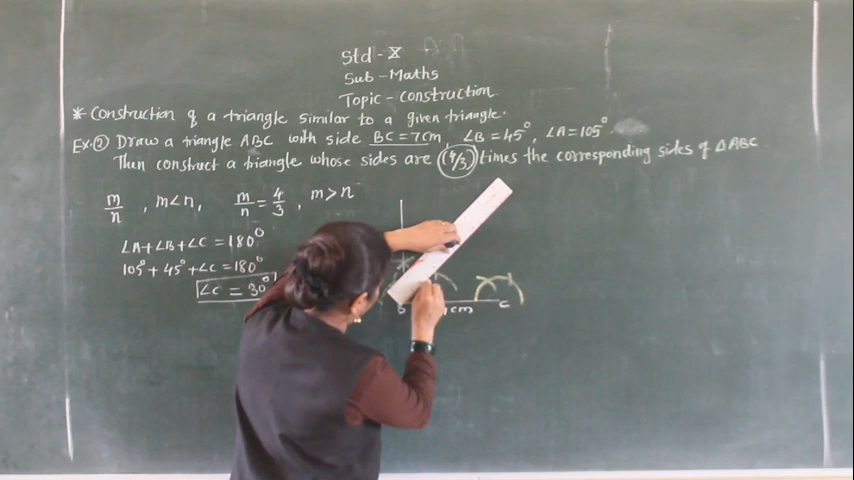 Std - X
Sub - Maths
Topic - construction.
* Construction of a triangle similar to a given triangle.
Ex.② Draw a triangle ABC with side BC = 7cm, ∠B = 45°, ∠A = 105°.
Then construct a triangle whose sides are (4/3) times the corresponding sides of △ABC.
m/n , m<n, m/n = 4/3 , m>n
∠A+∠B+∠C = 180°
105°+45°+∠C = 180°
∠C = 30°
B 7cm C